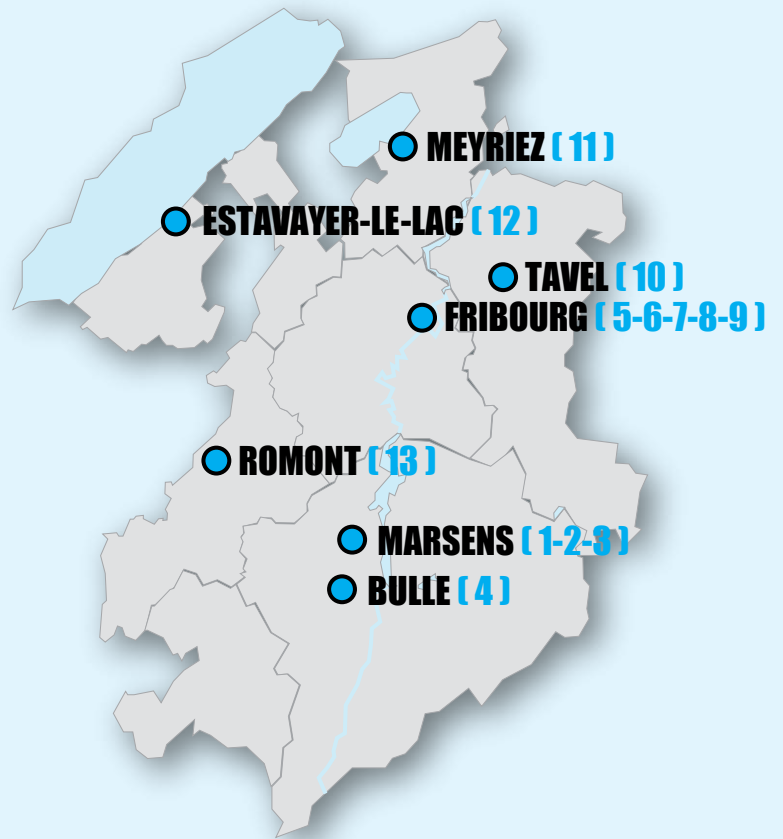 MEYRIEZ ( 11 )
ESTAVAYER-LE-LAC ( 12 )
TAVEL ( 10 )
FRIBOURG ( 5-6-7-8-9 )
ROMONT ( 13 )
MARSENS ( 1-2-3 )
BULLE ( 4 )